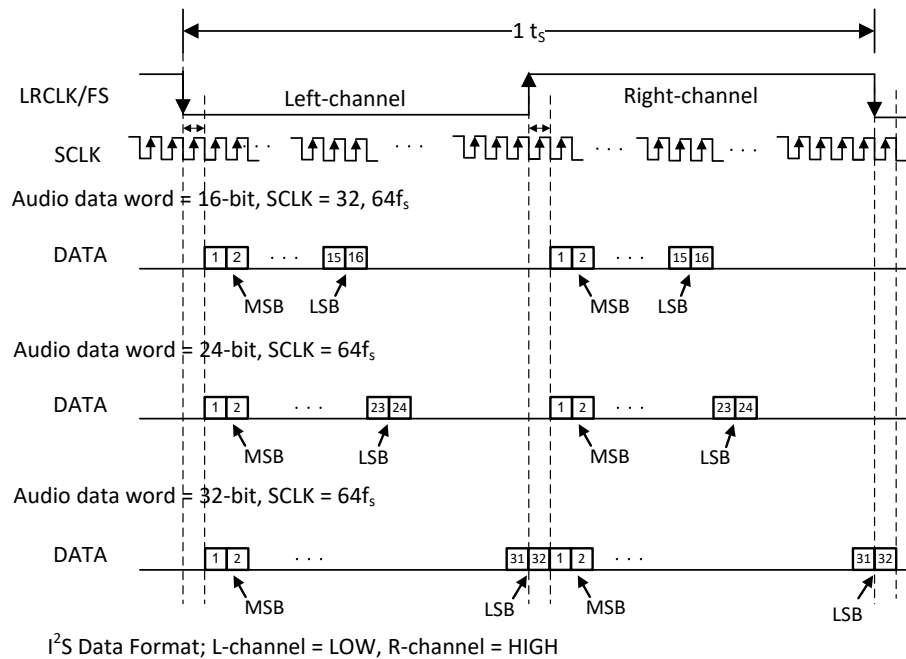 1 tₛ
LRCLK/FS Left-channel Right-channel
SCLK · · · · · · · · · · · ·
Audio data word = 16-bit, SCLK = 32, 64fₛ
DATA 1 2 · · · 15 16 1 2 · · · 15 16
MSB LSB MSB LSB
Audio data word = 24-bit, SCLK = 64fₛ
DATA 1 2 · · · 23 24 1 2 · · · 23 24
MSB LSB MSB LSB
Audio data word = 32-bit, SCLK = 64fₛ
DATA 1 2 · · · 31 32 1 2 · · · 31 32
MSB LSB MSB LSB
I²S Data Format; L-channel = LOW, R-channel = HIGH